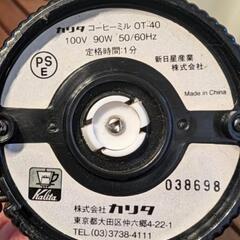 カリタ コーヒーミル OT-40
100V 90W 50/60Hz
定格時間:1分
PS
E
新日星産業
株式会社
Made in China
Kalita
038698
株式会社 カリタ
東京都大田区仲六郷4-22-1
TEL.(03)3738-4111